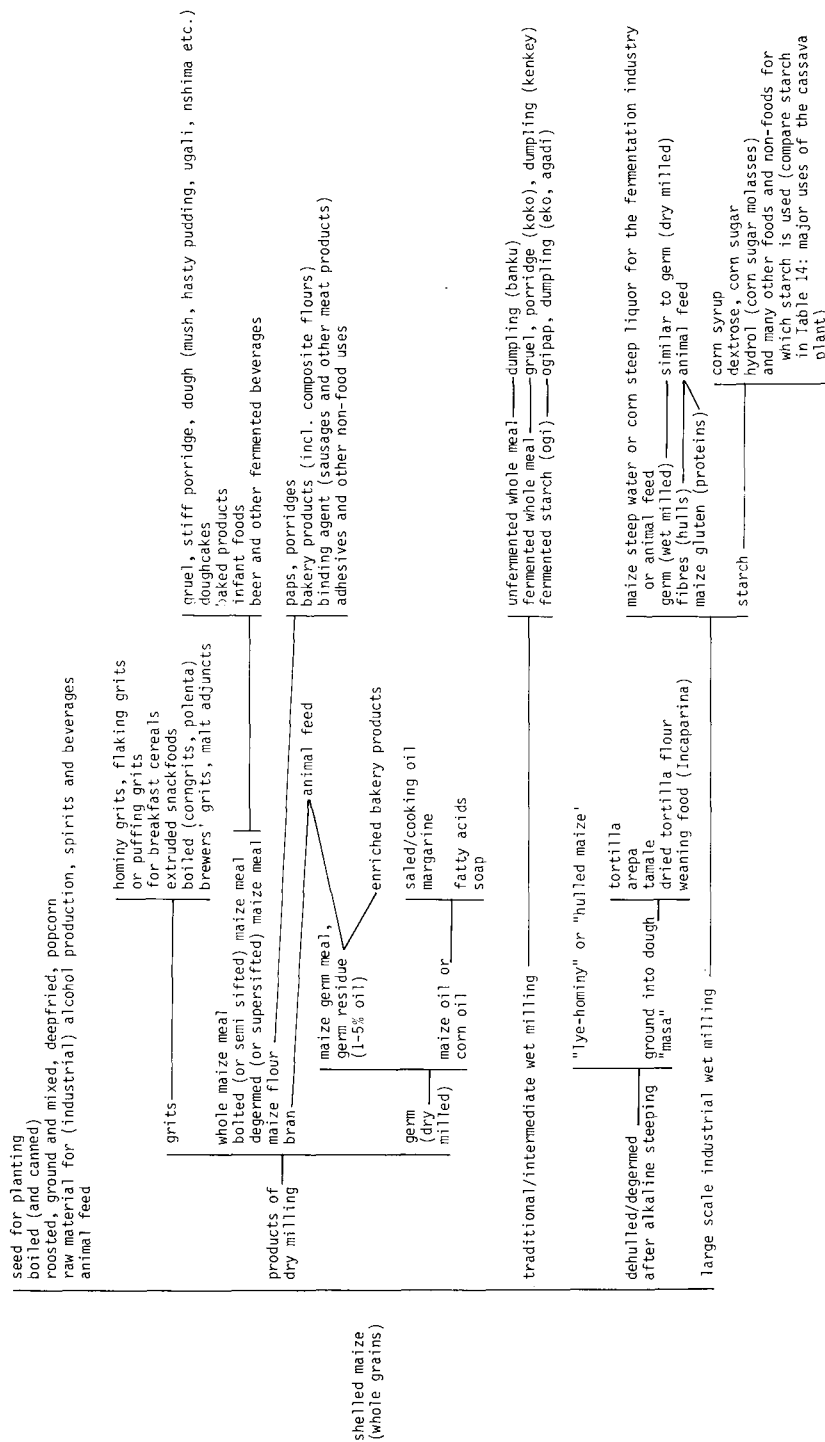 shelled maize
(whole grains)
seed for planting
boiled (and canned)
roosted, ground and mixed, deepfried, popcorn
raw material for (industrial) alcohol production, spirits and beverages
animal feed
products of
dry milling
grits
hominy grits, flaking grits
or puffing grits
for breakfast cereals
extruded snackfoods
boiled (corngrits, polenta)
brewers' grits, malt adjuncts
whole maize meal
bolted (or semi sifted) maize meal
degermed (or supersifted) maize meal
gruel, stiff porridge, dough (mush, hasty pudding, ugali, nshima etc.)
doughcakes
baked products
infant foods
beer and other fermented beverages
maize flour
paps, porridges
bakery products (incl. composite flours)
binding agent (sausages and other meat products)
adhesives and other non-food uses
bran
animal feed
germ
(dry
milled)
maize germ meal,
germ residue
(1-5% oil)
enriched bakery products
maize oil or
corn oil
saled/cooking oil
margarine
fatty acids
soap
traditional/intermediate wet milling
unfermented whole meal
dumpling (banku)
fermented whole meal
gruel, porridge (koko), dumpling (kenkey)
fermented starch (ogi)
ogipap, dumpling (eko, agadi)
dehulled/degermed
after alkaline steeping
"lye-hominy" or "hulled maize'
ground into dough
"masa"
tortilla
arepa
tamale
dried tortilla flour
weaning food (Incaparina)
large scale industrial wet milling
maize steep water or corn steep liquor for the fermentation industry
or animal feed
germ (wet milled)
similar to germ (dry milled)
fibres (hulls)
animal feed
maize gluten (proteins)
starch
corn syrup
dextrose, corn sugar
hydrol (corn sugar molasses)
and many other foods and non-foods for
which starch is used (compare starch
in Table 14: major uses of the cassava
plant)